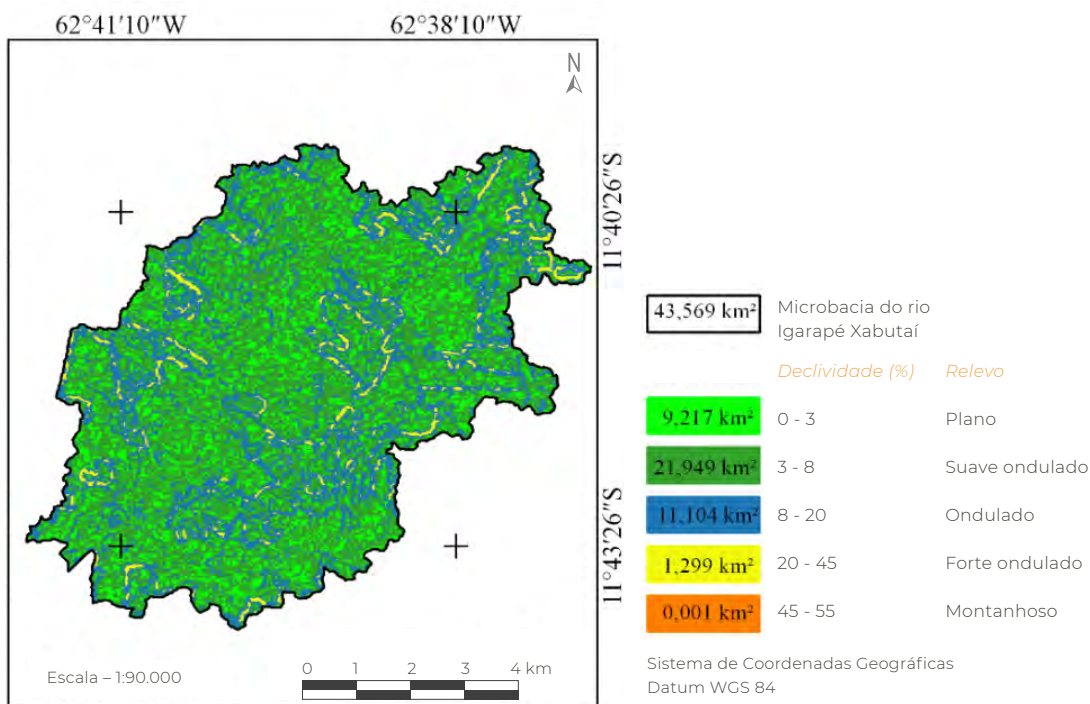 62°41'10"W 62°38'10"W
N
11°40'26"S
11°43'26"S
Escala – 1:90.000
0 1 2 3 4 km
43,569 km² Microbacia do rio
Igarapé Xabutaí
Declividade (%) Relevo
9,217 km² 0 - 3 Plano
21,949 km² 3 - 8 Suave ondulado
11,104 km² 8 - 20 Ondulado
1,299 km² 20 - 45 Forte ondulado
0,001 km² 45 - 55 Montanhoso
Sistema de Coordenadas Geográficas
Datum WGS 84